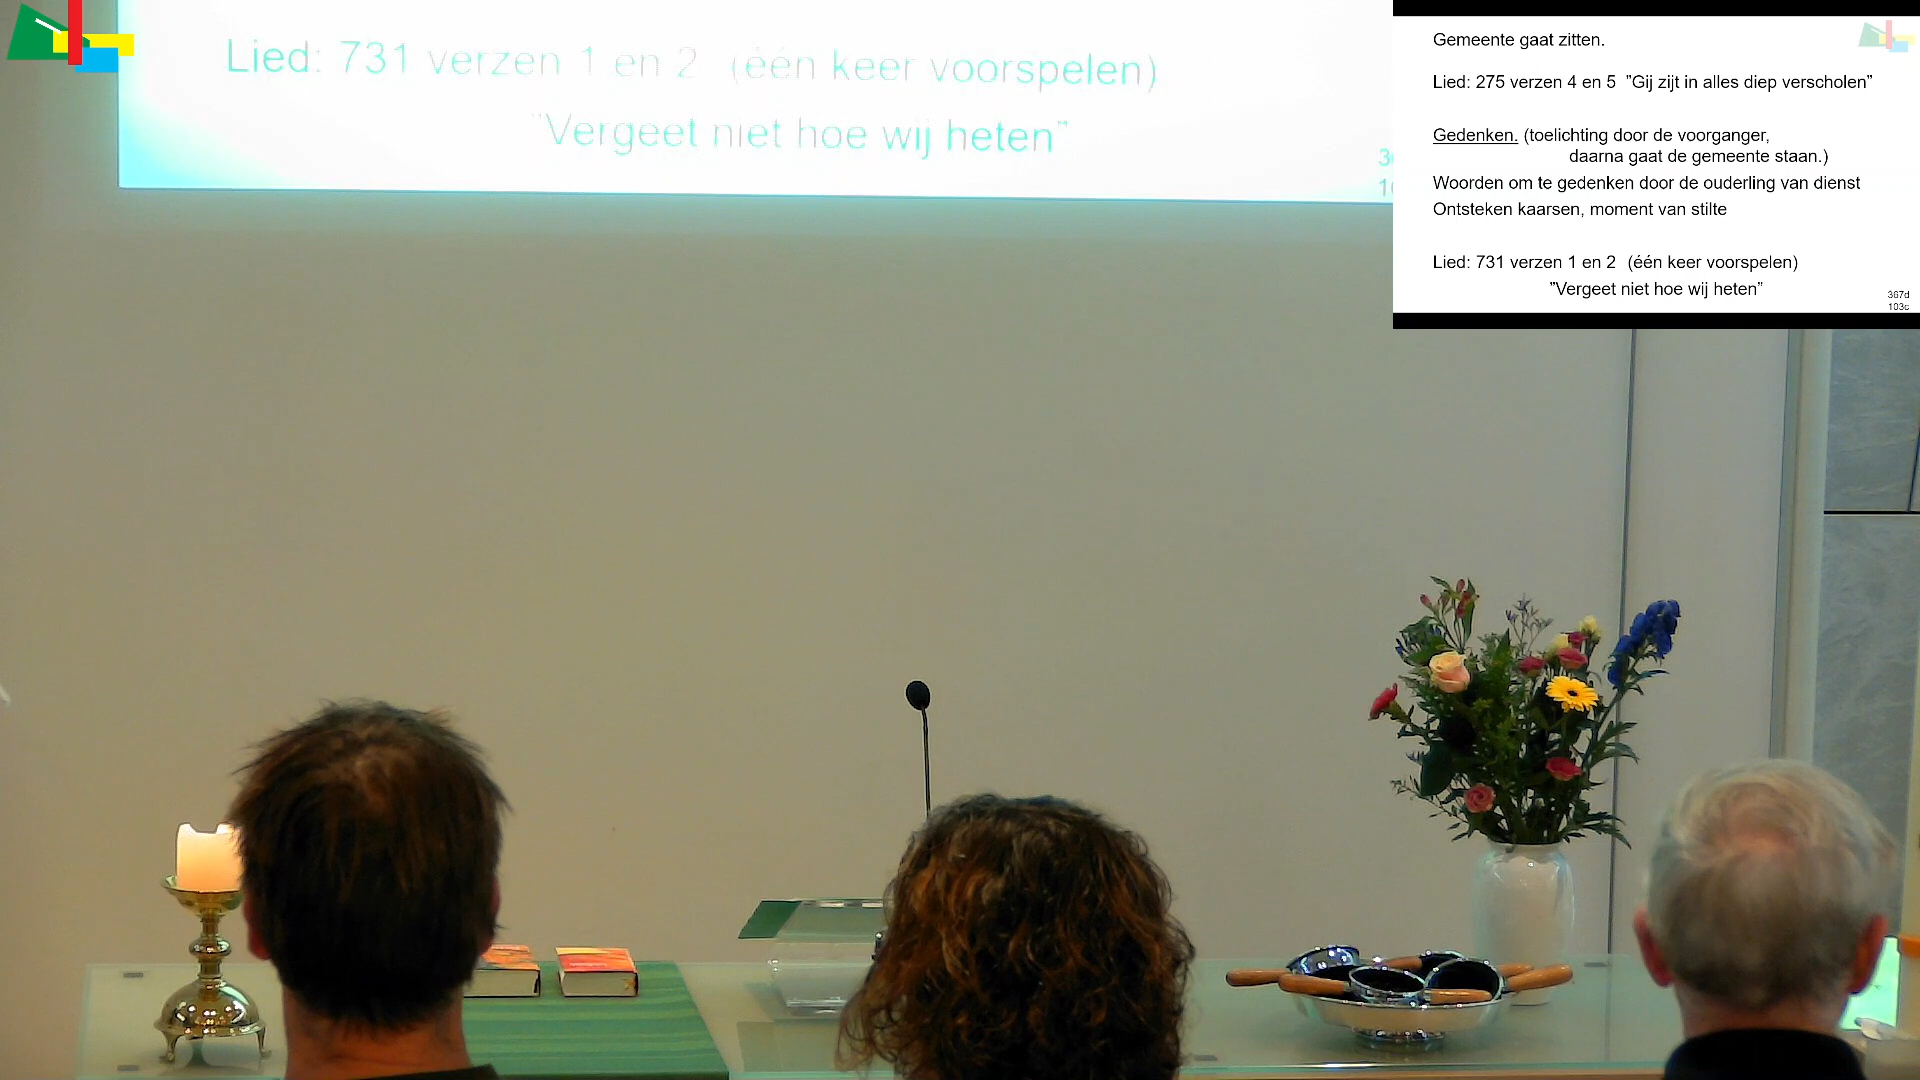 Lied: 731 verzen 1 en 2 (één keer voorspelen)
"Vergeet niet hoe wij heten"
Gemeente gaat zitten.
Lied: 275 verzen 4 en 5 "Gij zijt in alles diep verscholen"
Gedenken. (toelichting door de voorganger,
daarna gaat de gemeente staan.)
Woorden om te gedenken door de ouderling van dienst
Ontsteken kaarsen, moment van stilte
Lied: 731 verzen 1 en 2 (één keer voorspelen)
"Vergeet niet hoe wij heten"
367d
103c